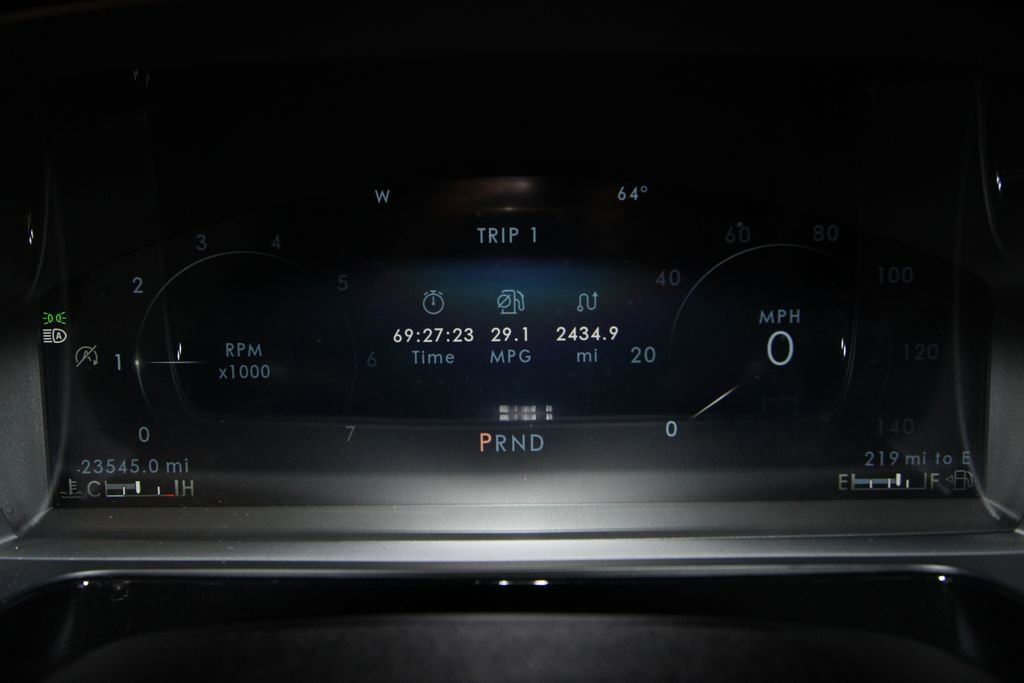 W 64°
TRIP 1
3 4 60 80
2 5 40 100
69:27:23 29.1 2434.9
Time MPG mi
MPH
0
1 RPM 6 20 120
x1000
0 7 0 140
PRND
23545.0 mi 219 mi to E
C H E F
A